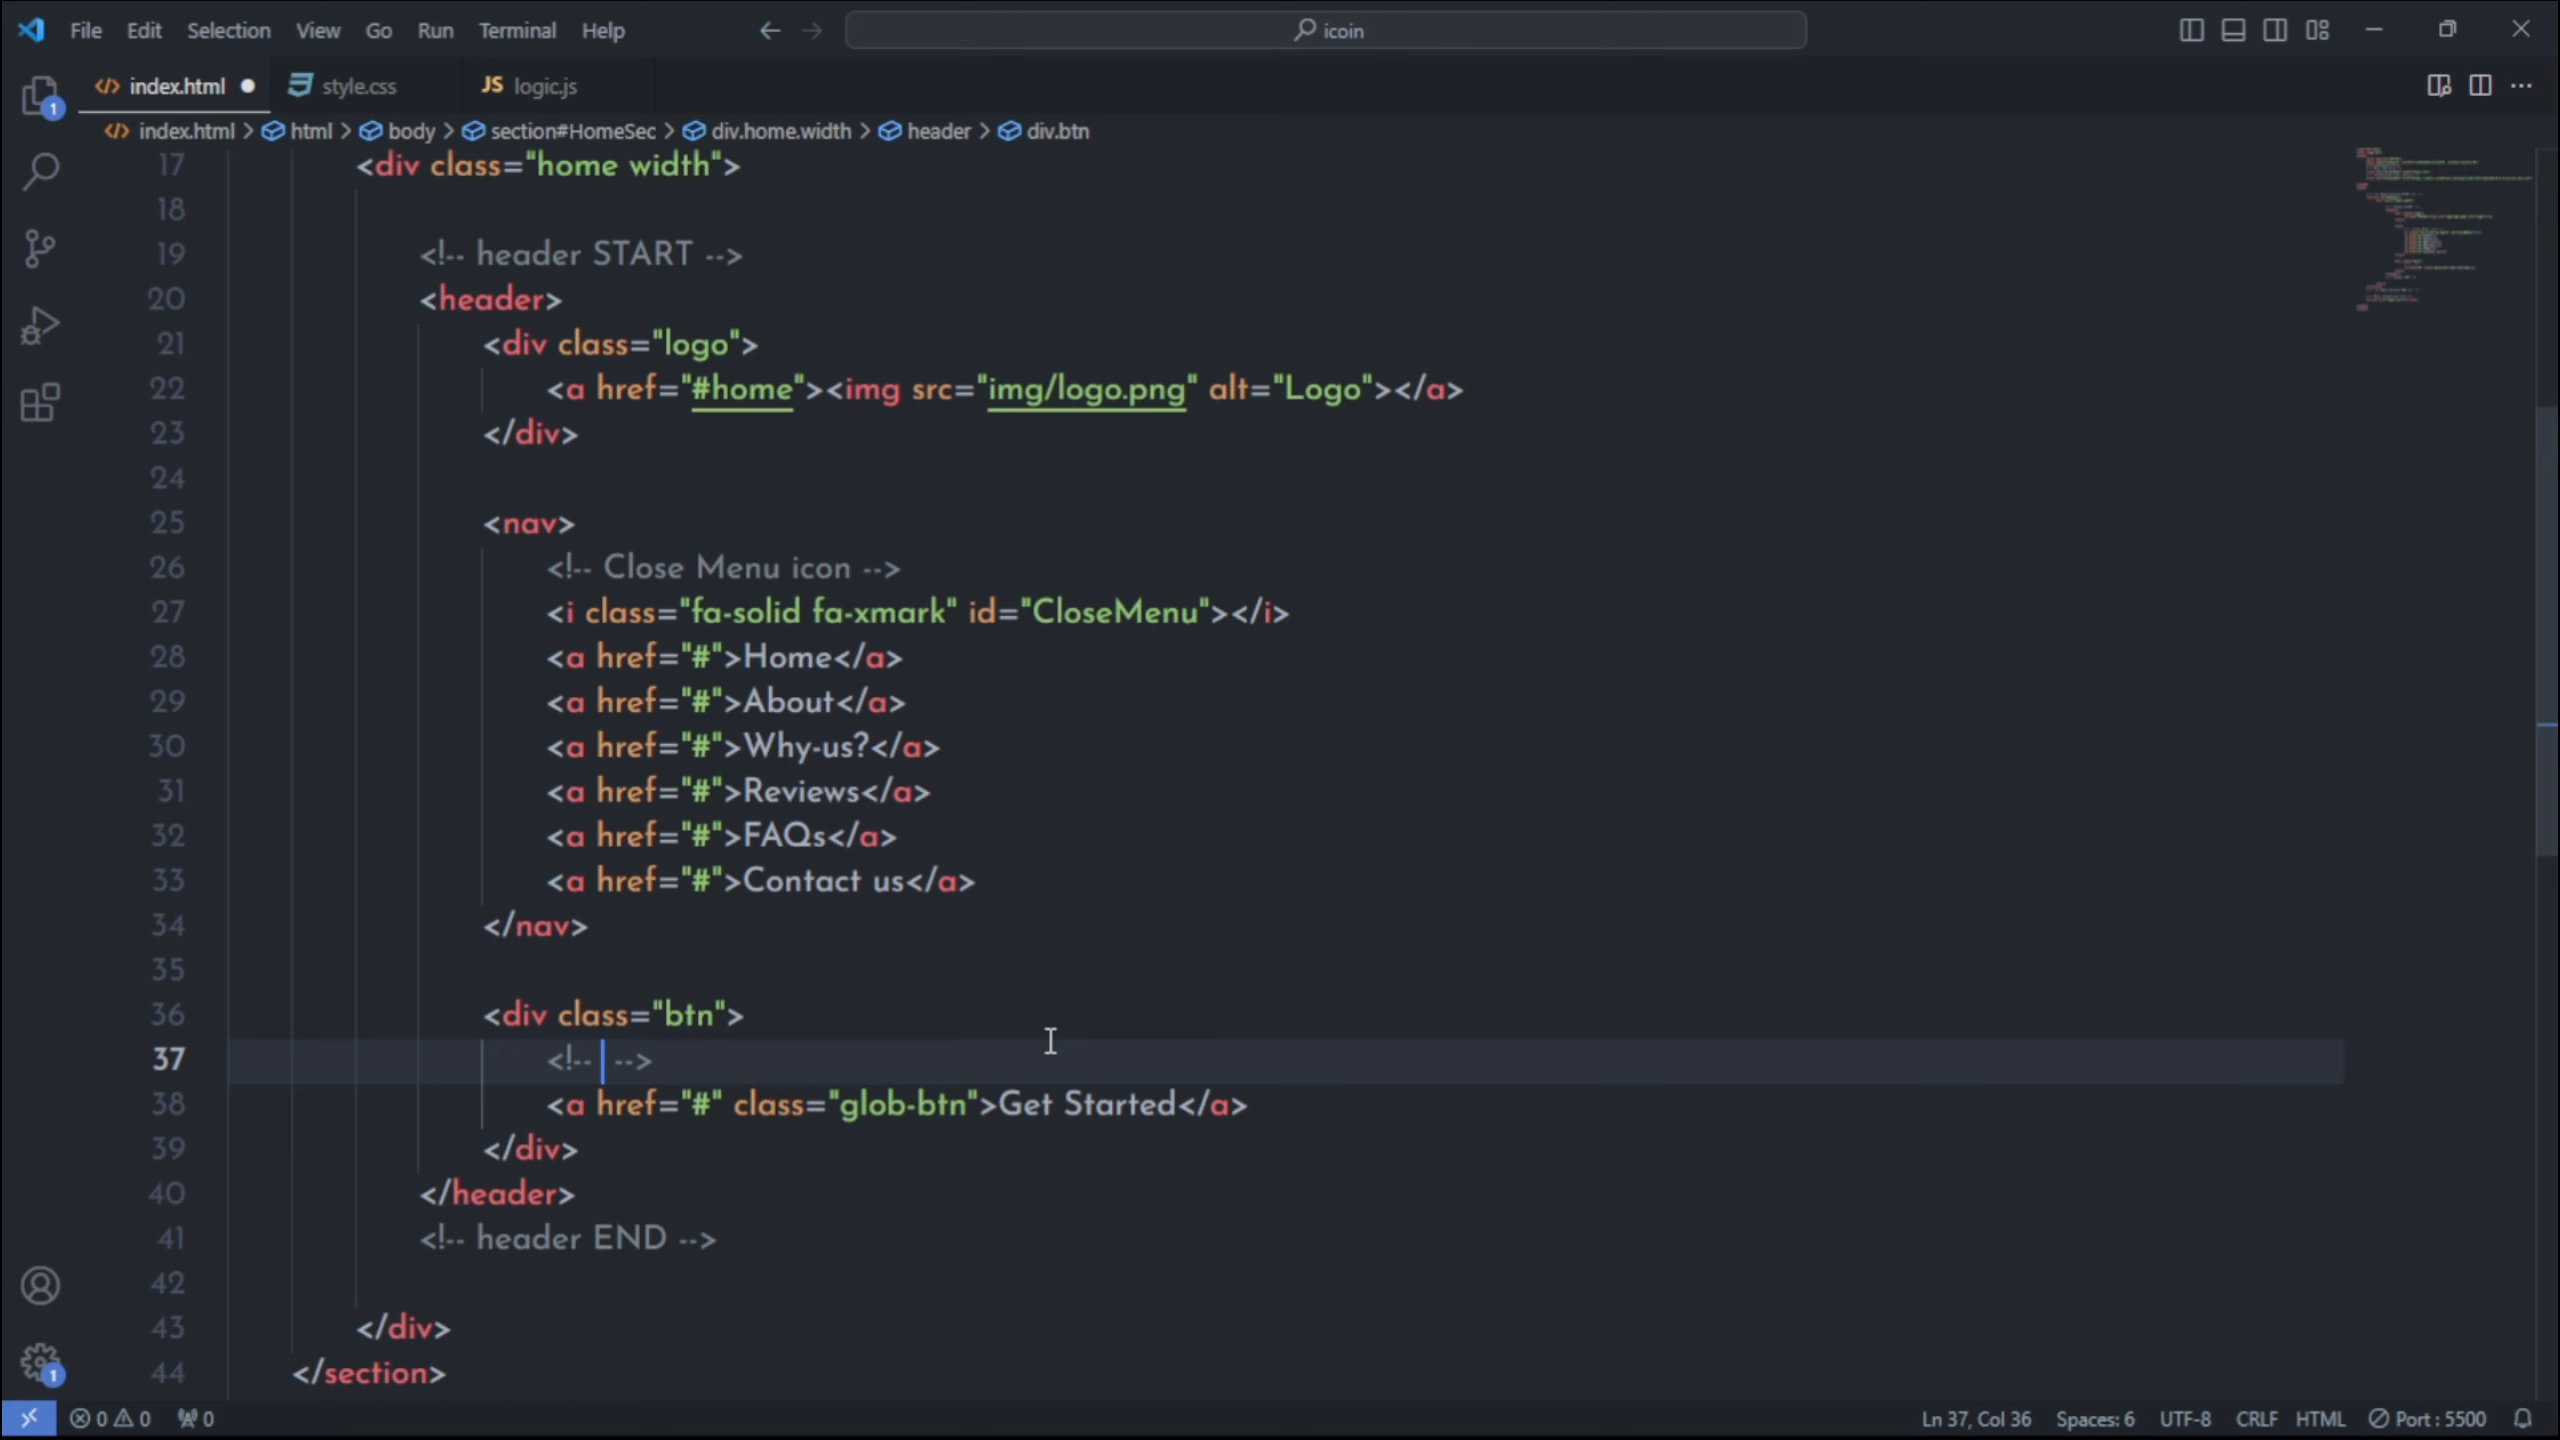 File Edit Selection View Go Run Terminal Help icoin
1 index.html style.css JS logic.js
index.html > html > body > section#HomeSec > div.home.width > header > div.btn
17 <div class="home width">
18
19 <!-- header START -->
20 <header>
21 <div class="logo">
22 <a href="#home"><img src="img/logo.png" alt="Logo"></a>
23 </div>
24
25 <nav>
26 <!-- Close Menu icon -->
27 <i class="fa-solid fa-xmark" id="CloseMenu"></i>
28 <a href="#">Home</a>
29 <a href="#">About</a>
30 <a href="#">Why-us?</a>
31 <a href="#">Reviews</a>
32 <a href="#">FAQs</a>
33 <a href="#">Contact us</a>
34 </nav>
35
36 <div class="btn">
37 <!-- -->
38 <a href="#" class="glob-btn">Get Started</a>
39 </div>
40 </header>
41 <!-- header END -->
42
43 </div>
1
44 </section>
0 0 0 Ln 37, Col 36 Spaces: 6 UTF-8 CRLF HTML Port : 5500